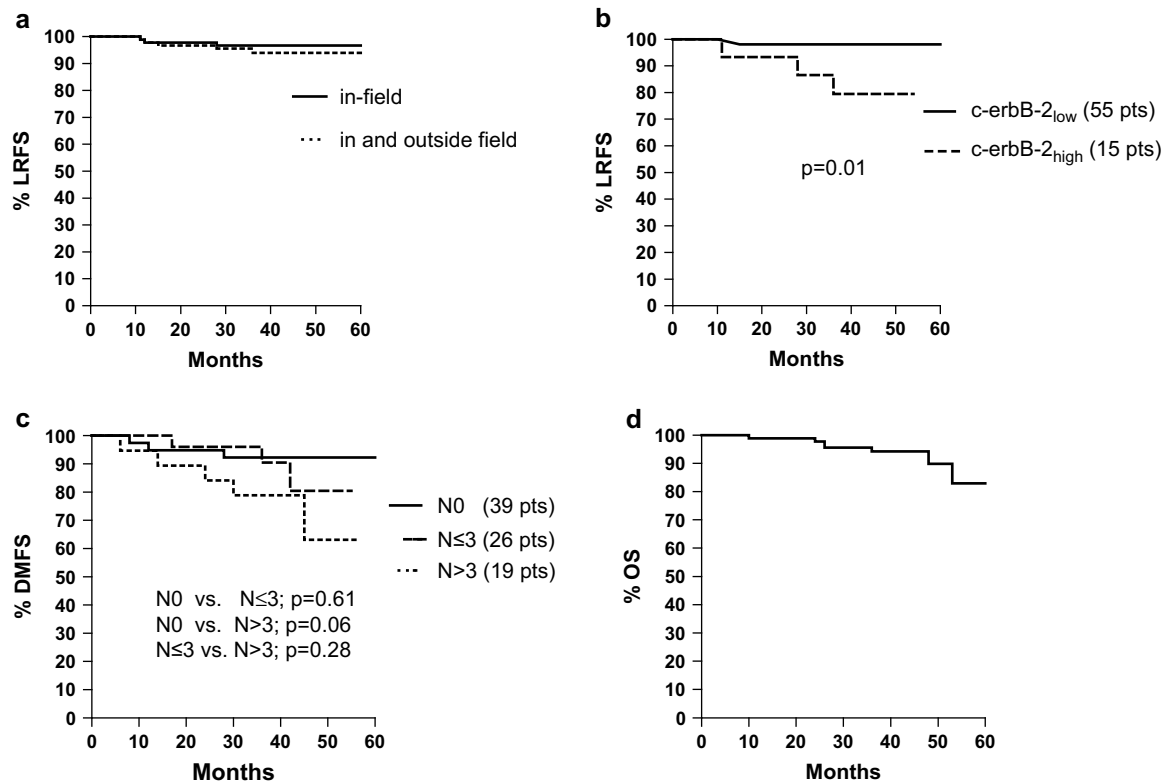 a
100
90
80
70
60
50
40
30
20
10
0
% LRFS
in-field
in and outside field
0 10 20 30 40 50 60
Months
b
100
90
80
70
60
50
40
30
20
10
0
% LRFS
c-erbB-2low (55 pts)
c-erbB-2high (15 pts)
p=0.01
0 10 20 30 40 50 60
Months
c
100
90
80
70
60
50
40
30
20
10
0
% DMFS
N0 (39 pts)
N≤3 (26 pts)
N>3 (19 pts)
N0 vs. N≤3; p=0.61
N0 vs. N>3; p=0.06
N≤3 vs. N>3; p=0.28
0 10 20 30 40 50 60
Months
d
100
90
80
70
60
50
40
30
20
10
0
% OS
0 10 20 30 40 50 60
Months